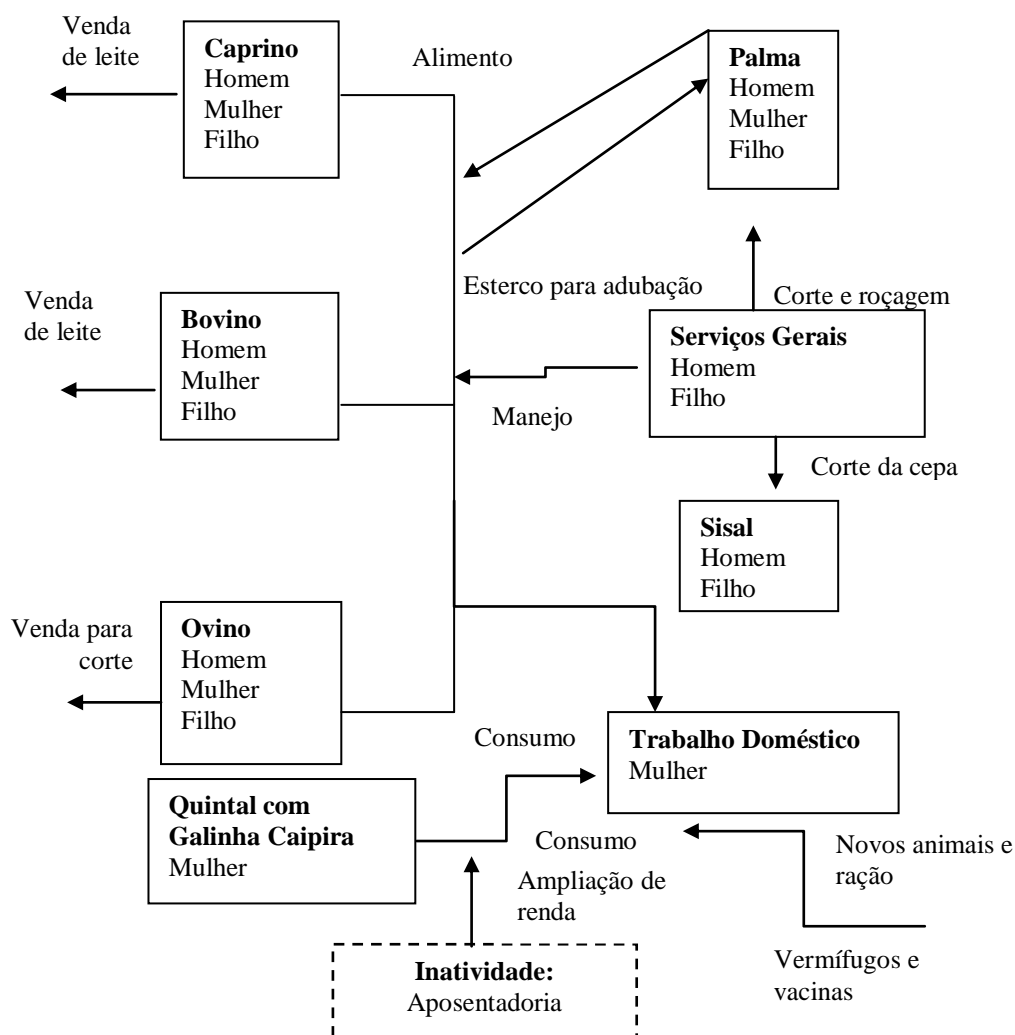 Venda
de leite
Caprino
Homem
Mulher
Filho
Alimento
Palma
Homem
Mulher
Filho
Esterco para adubação
Venda
de leite
Bovino
Homem
Mulher
Filho
Corte e roçagem
Serviços Gerais
Homem
Filho
Manejo
Corte da cepa
Sisal
Homem
Filho
Venda para
corte
Ovino
Homem
Mulher
Filho
Consumo
Trabalho Doméstico
Mulher
Quintal com
Galinha Caipira
Mulher
Consumo
Ampliação de
renda
Novos animais e
ração
Vermífugos e
vacinas
Inatividade:
Aposentadoria